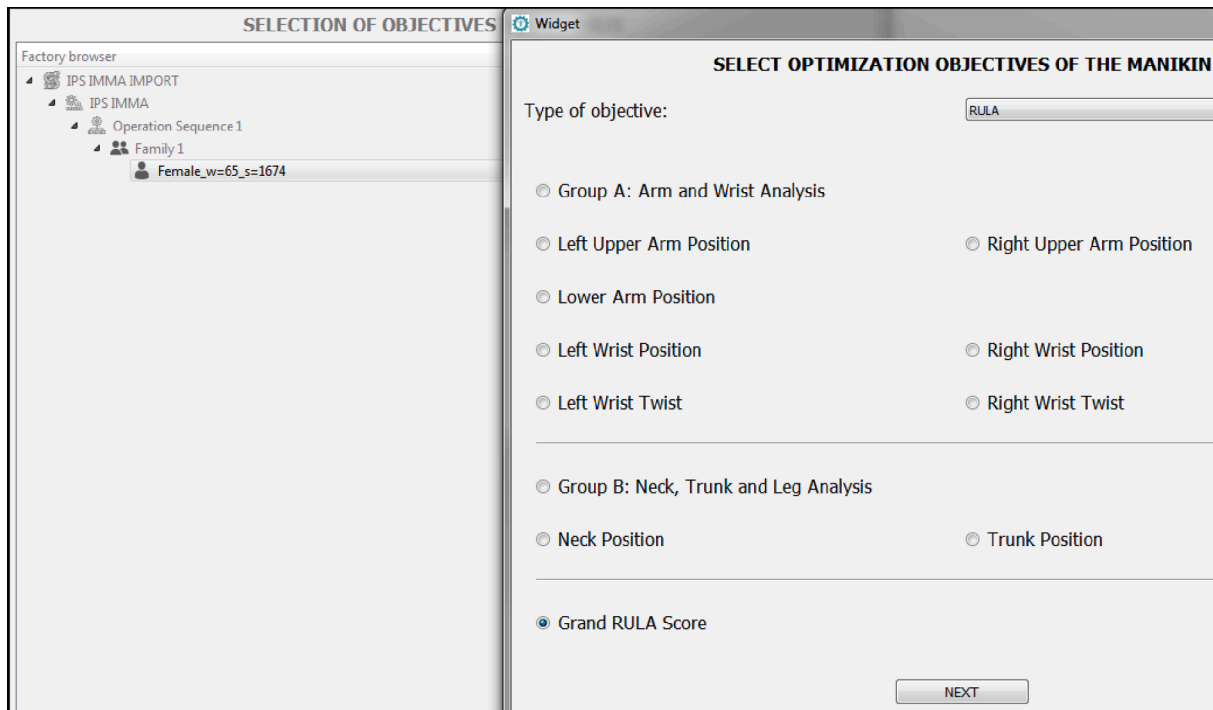 SELECTION OF OBJECTIVES
Factory browser
IPS IMMA IMPORT
IPS IMMA
Operation Sequence 1
Family 1
Female_w=65_s=1674
Widget
SELECT OPTIMIZATION OBJECTIVES OF THE MANIKIN
Type of objective: RULA
Group A: Arm and Wrist Analysis
Left Upper Arm Position Right Upper Arm Position
Lower Arm Position
Left Wrist Position Right Wrist Position
Left Wrist Twist Right Wrist Twist
Group B: Neck, Trunk and Leg Analysis
Neck Position Trunk Position
Grand RULA Score
NEXT